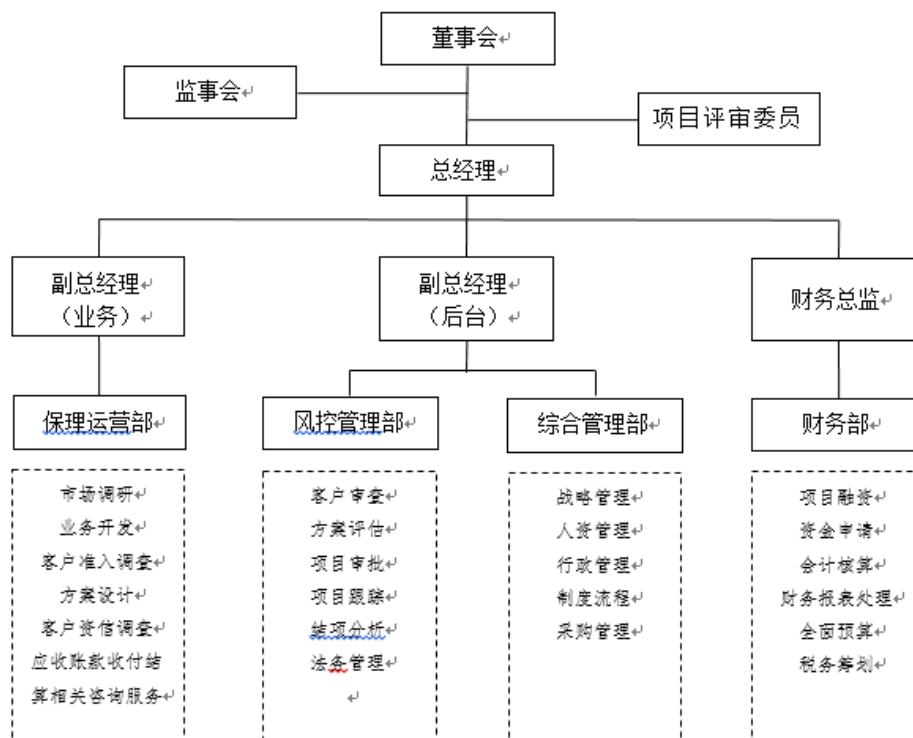 董事会
监事会
项目评审委员
总经理
副总经理
（业务）
副总经理
（后台）
财务总监
保理运营部
风控管理部
综合管理部
财务部
市场调研
业务开发
客户准入调查
方案设计
客户资信调查
应收账款收付结
算相关咨询服务
客户审查
方案评估
项目审批
项目跟踪
结项分析
法务管理
战略管理
人资管理
行政管理
制度流程
采购管理
项目融资
资金申请
会计核算
财务报表处理
全面预算
税务筹划